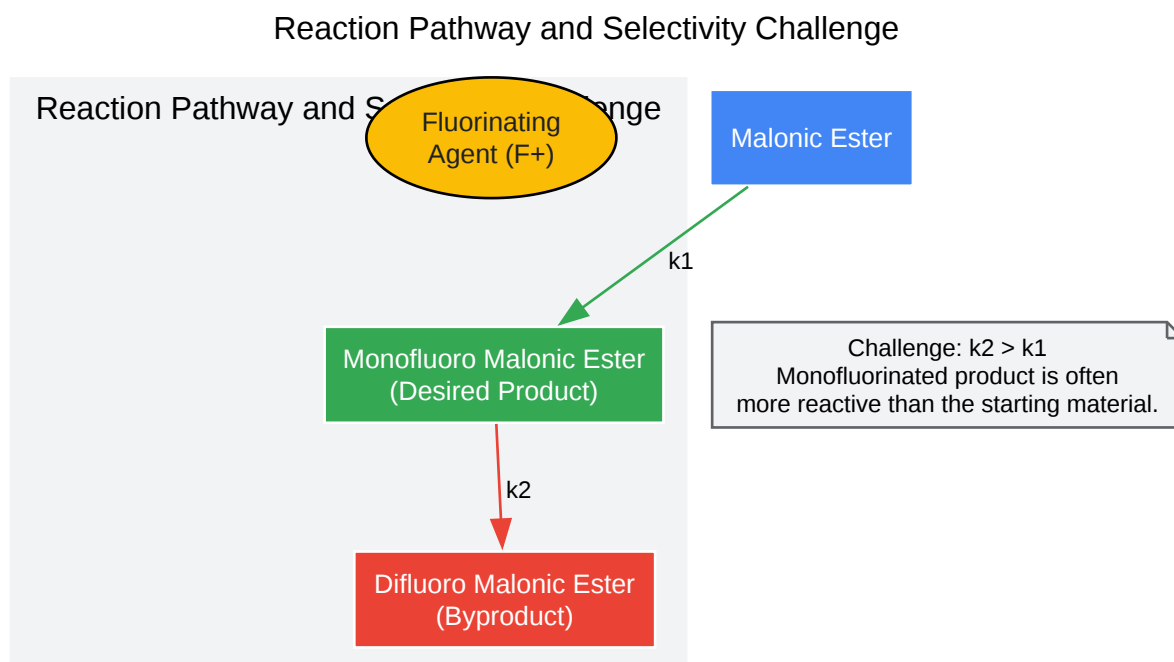 Reaction Pathway and Selectivity Challenge
Reaction Pathway and S enge
Fluorinating
Agent (F+)
Malonic Ester
k1
Monofluoro Malonic Ester
(Desired Product)
Challenge: k2 > k1
Monofluorinated product is often
more reactive than the starting material.
k2
Difluoro Malonic Ester
(Byproduct)